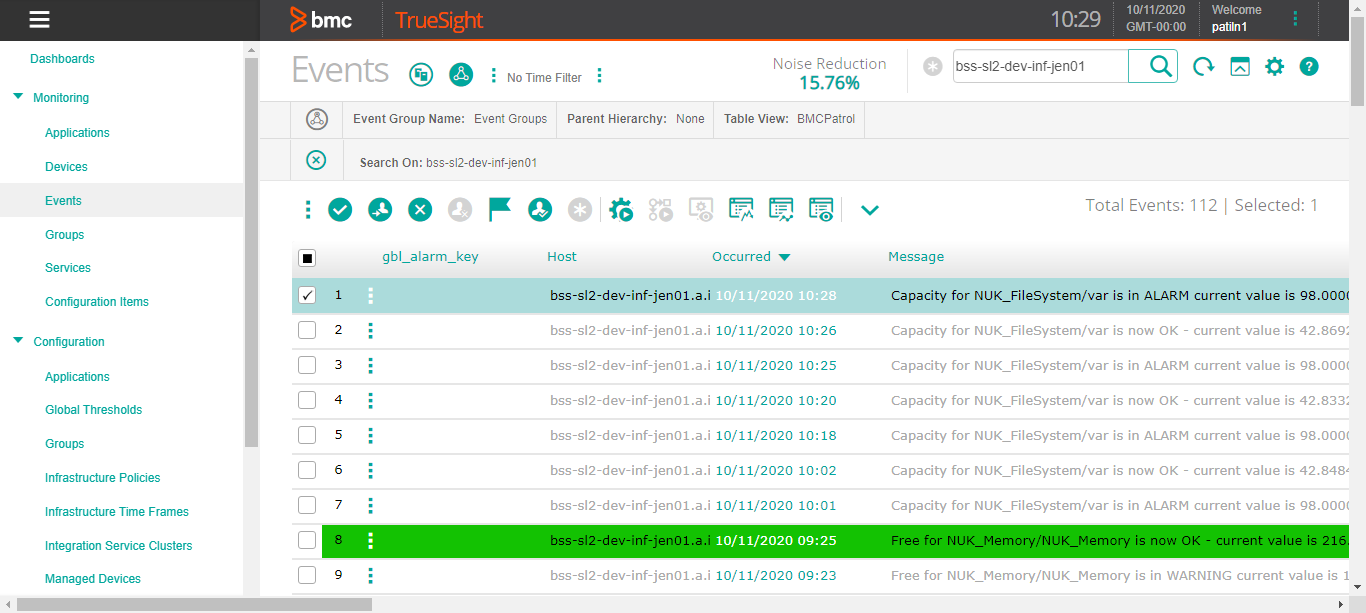 bmc TrueSight 10:29 10/11/2020 Welcome
GMT-00:00 patiln1
Dashboards
Monitoring
Applications
Devices
Events
Groups
Services
Configuration Items
Configuration
Applications
Global Thresholds
Groups
Infrastructure Policies
Infrastructure Time Frames
Integration Service Clusters
Managed Devices
Events No Time Filter Noise Reduction bss-sl2-dev-inf-jen01 ?
15.76%
Event Group Name: Event Groups Parent Hierarchy: None Table View: BMCPatrol
Search On: bss-sl2-dev-inf-jen01
Total Events: 112 | Selected: 1
gbl_alarm_key Host Occurred Message
1 bss-sl2-dev-inf-jen01.a.i 10/11/2020 10:28 Capacity for NUK_FileSystem/var is in ALARM current value is 98.0000
2 bss-sl2-dev-inf-jen01.a.i 10/11/2020 10:26 Capacity for NUK_FileSystem/var is now OK - current value is 42.8692
3 bss-sl2-dev-inf-jen01.a.i 10/11/2020 10:25 Capacity for NUK_FileSystem/var is in ALARM current value is 98.0000
4 bss-sl2-dev-inf-jen01.a.i 10/11/2020 10:20 Capacity for NUK_FileSystem/var is now OK - current value is 42.8332
5 bss-sl2-dev-inf-jen01.a.i 10/11/2020 10:18 Capacity for NUK_FileSystem/var is in ALARM current value is 98.0000
6 bss-sl2-dev-inf-jen01.a.i 10/11/2020 10:02 Capacity for NUK_FileSystem/var is now OK - current value is 42.8484
7 bss-sl2-dev-inf-jen01.a.i 10/11/2020 10:01 Capacity for NUK_FileSystem/var is in ALARM current value is 98.0000
8 bss-sl2-dev-inf-jen01.a.i 10/11/2020 09:25 Free for NUK_Memory/NUK_Memory is now OK - current value is 216.
9 bss-sl2-dev-inf-jen01.a.i 10/11/2020 09:23 Free for NUK_Memory/NUK_Memory is in WARNING current value is 1